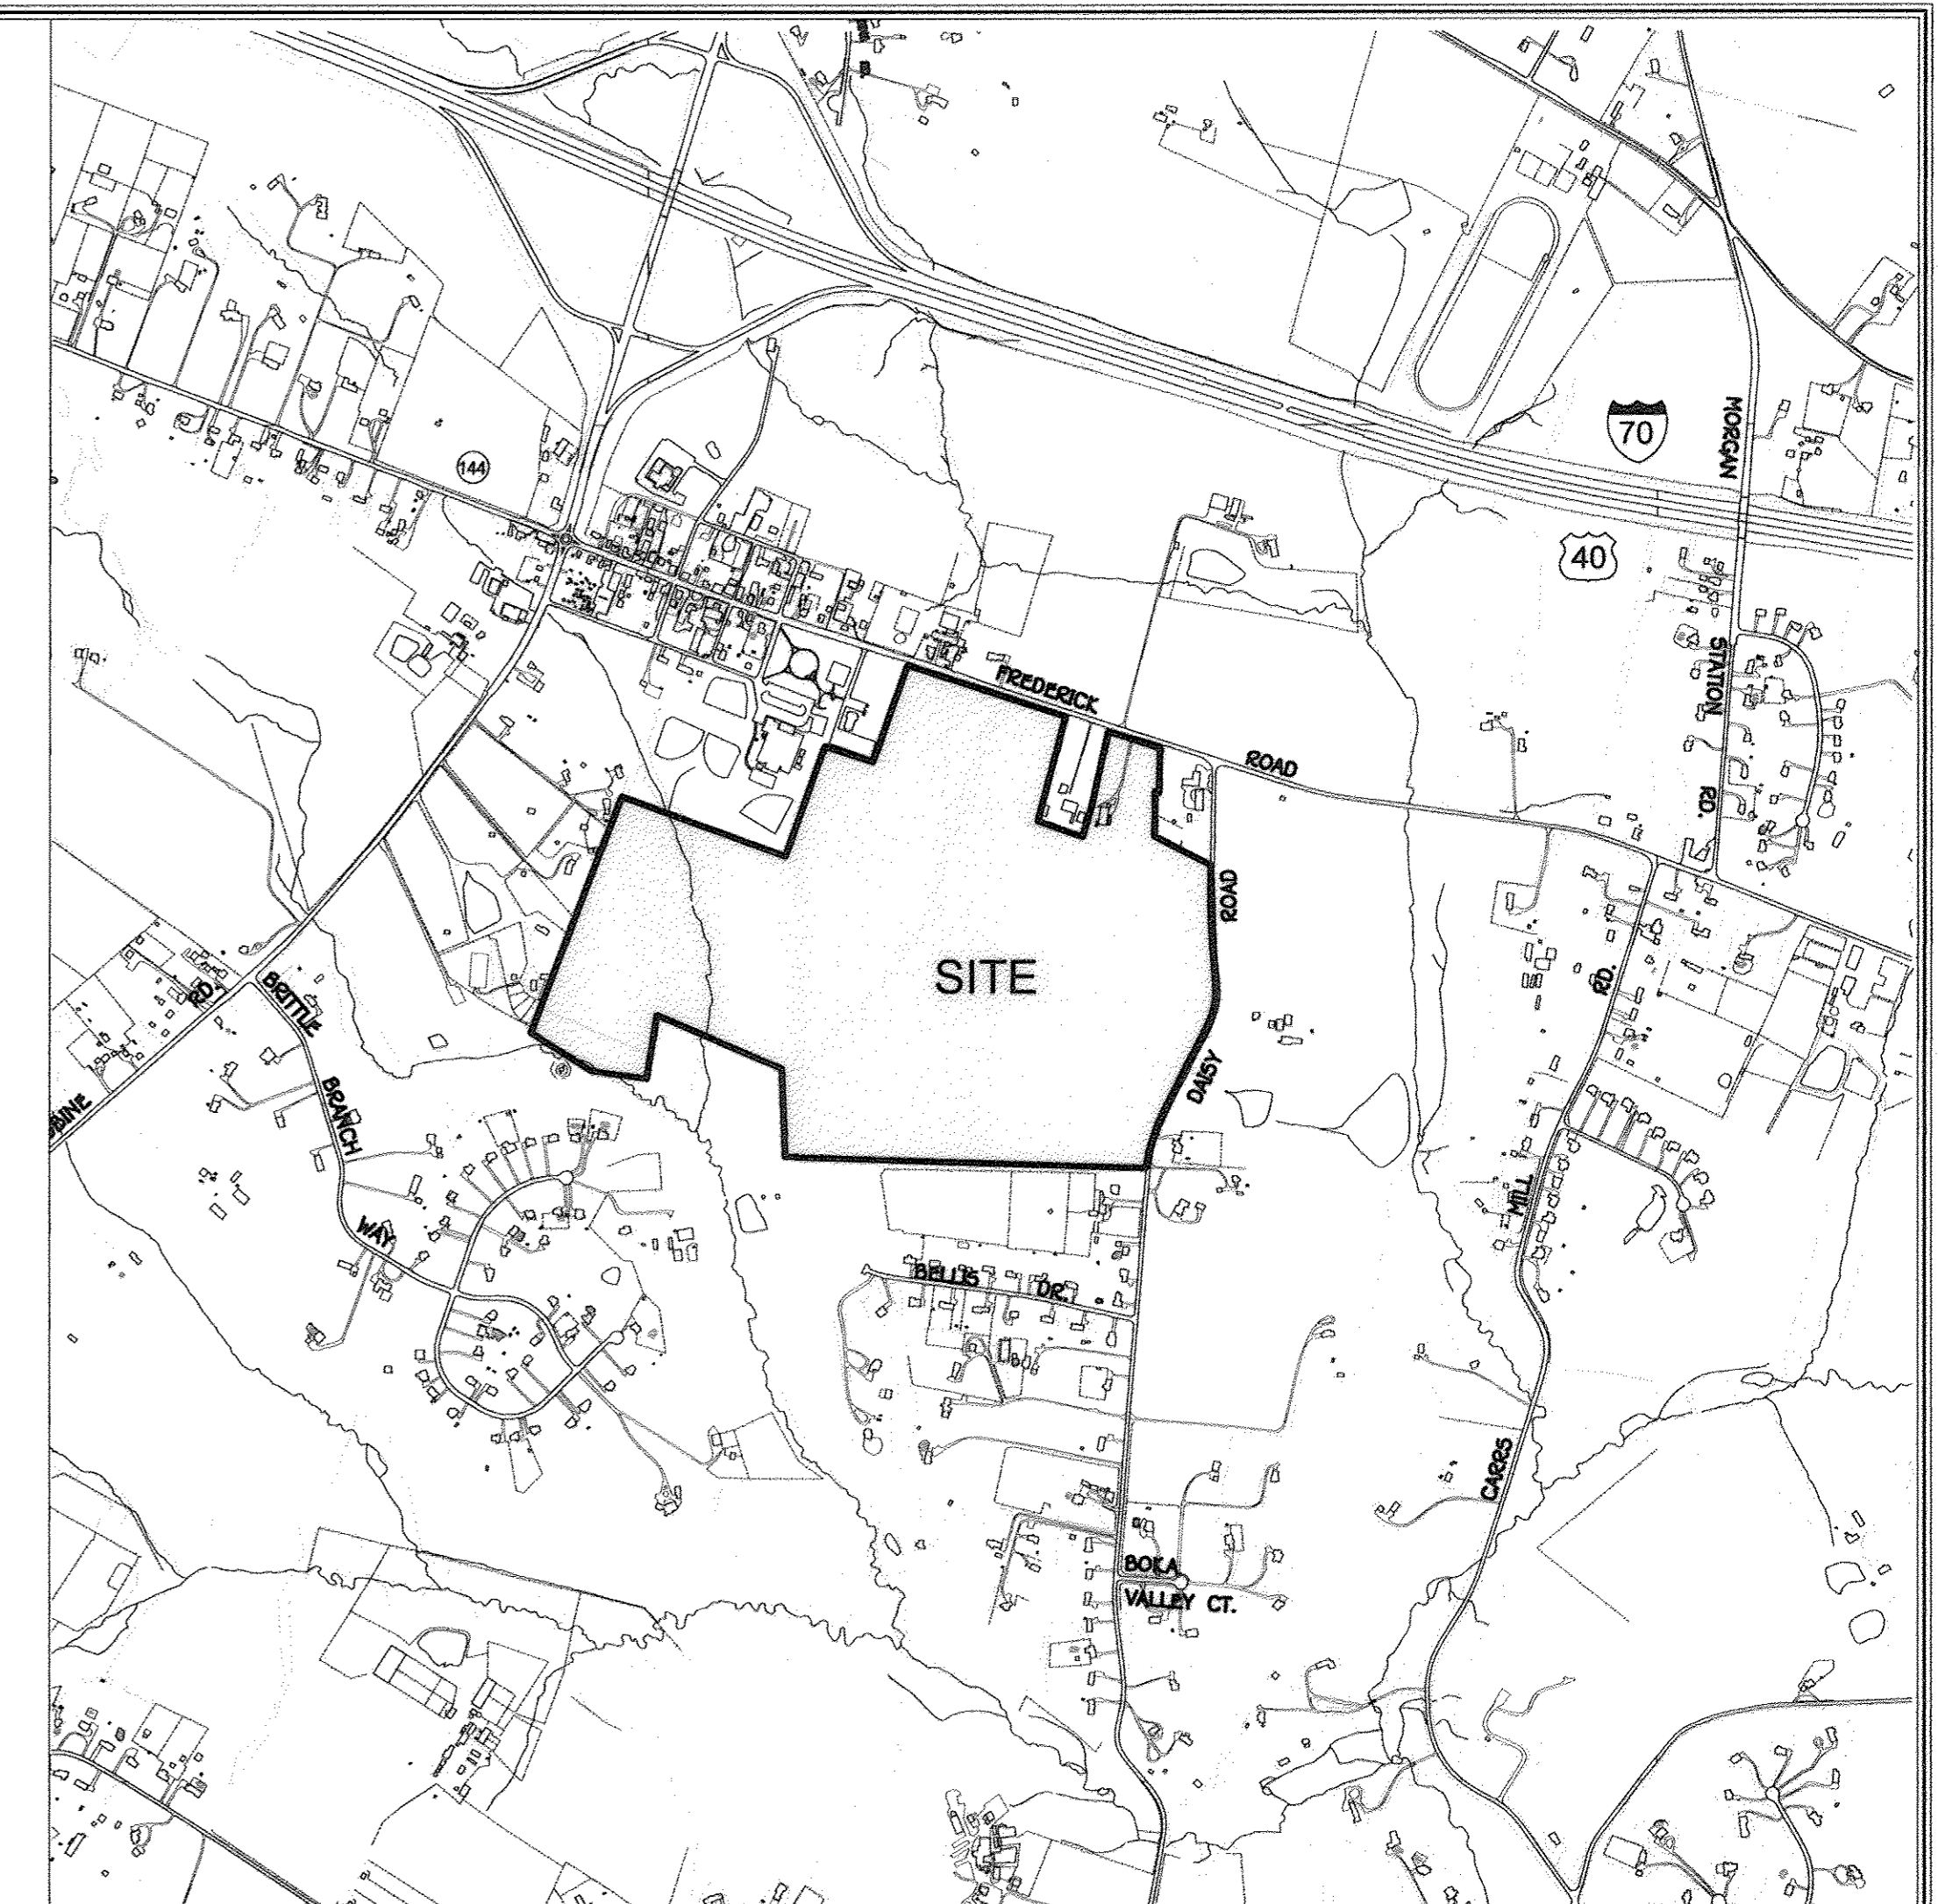 70
MORGAN
144
40
STATION
FREDERICK
ROAD
RD.
ROAD
SITE
RD.
RD.
BRITTLE
DAISY
BRANCH
MILL
WAY
BELLIS DR.
CARRS
BOKA
VALLEY CT.